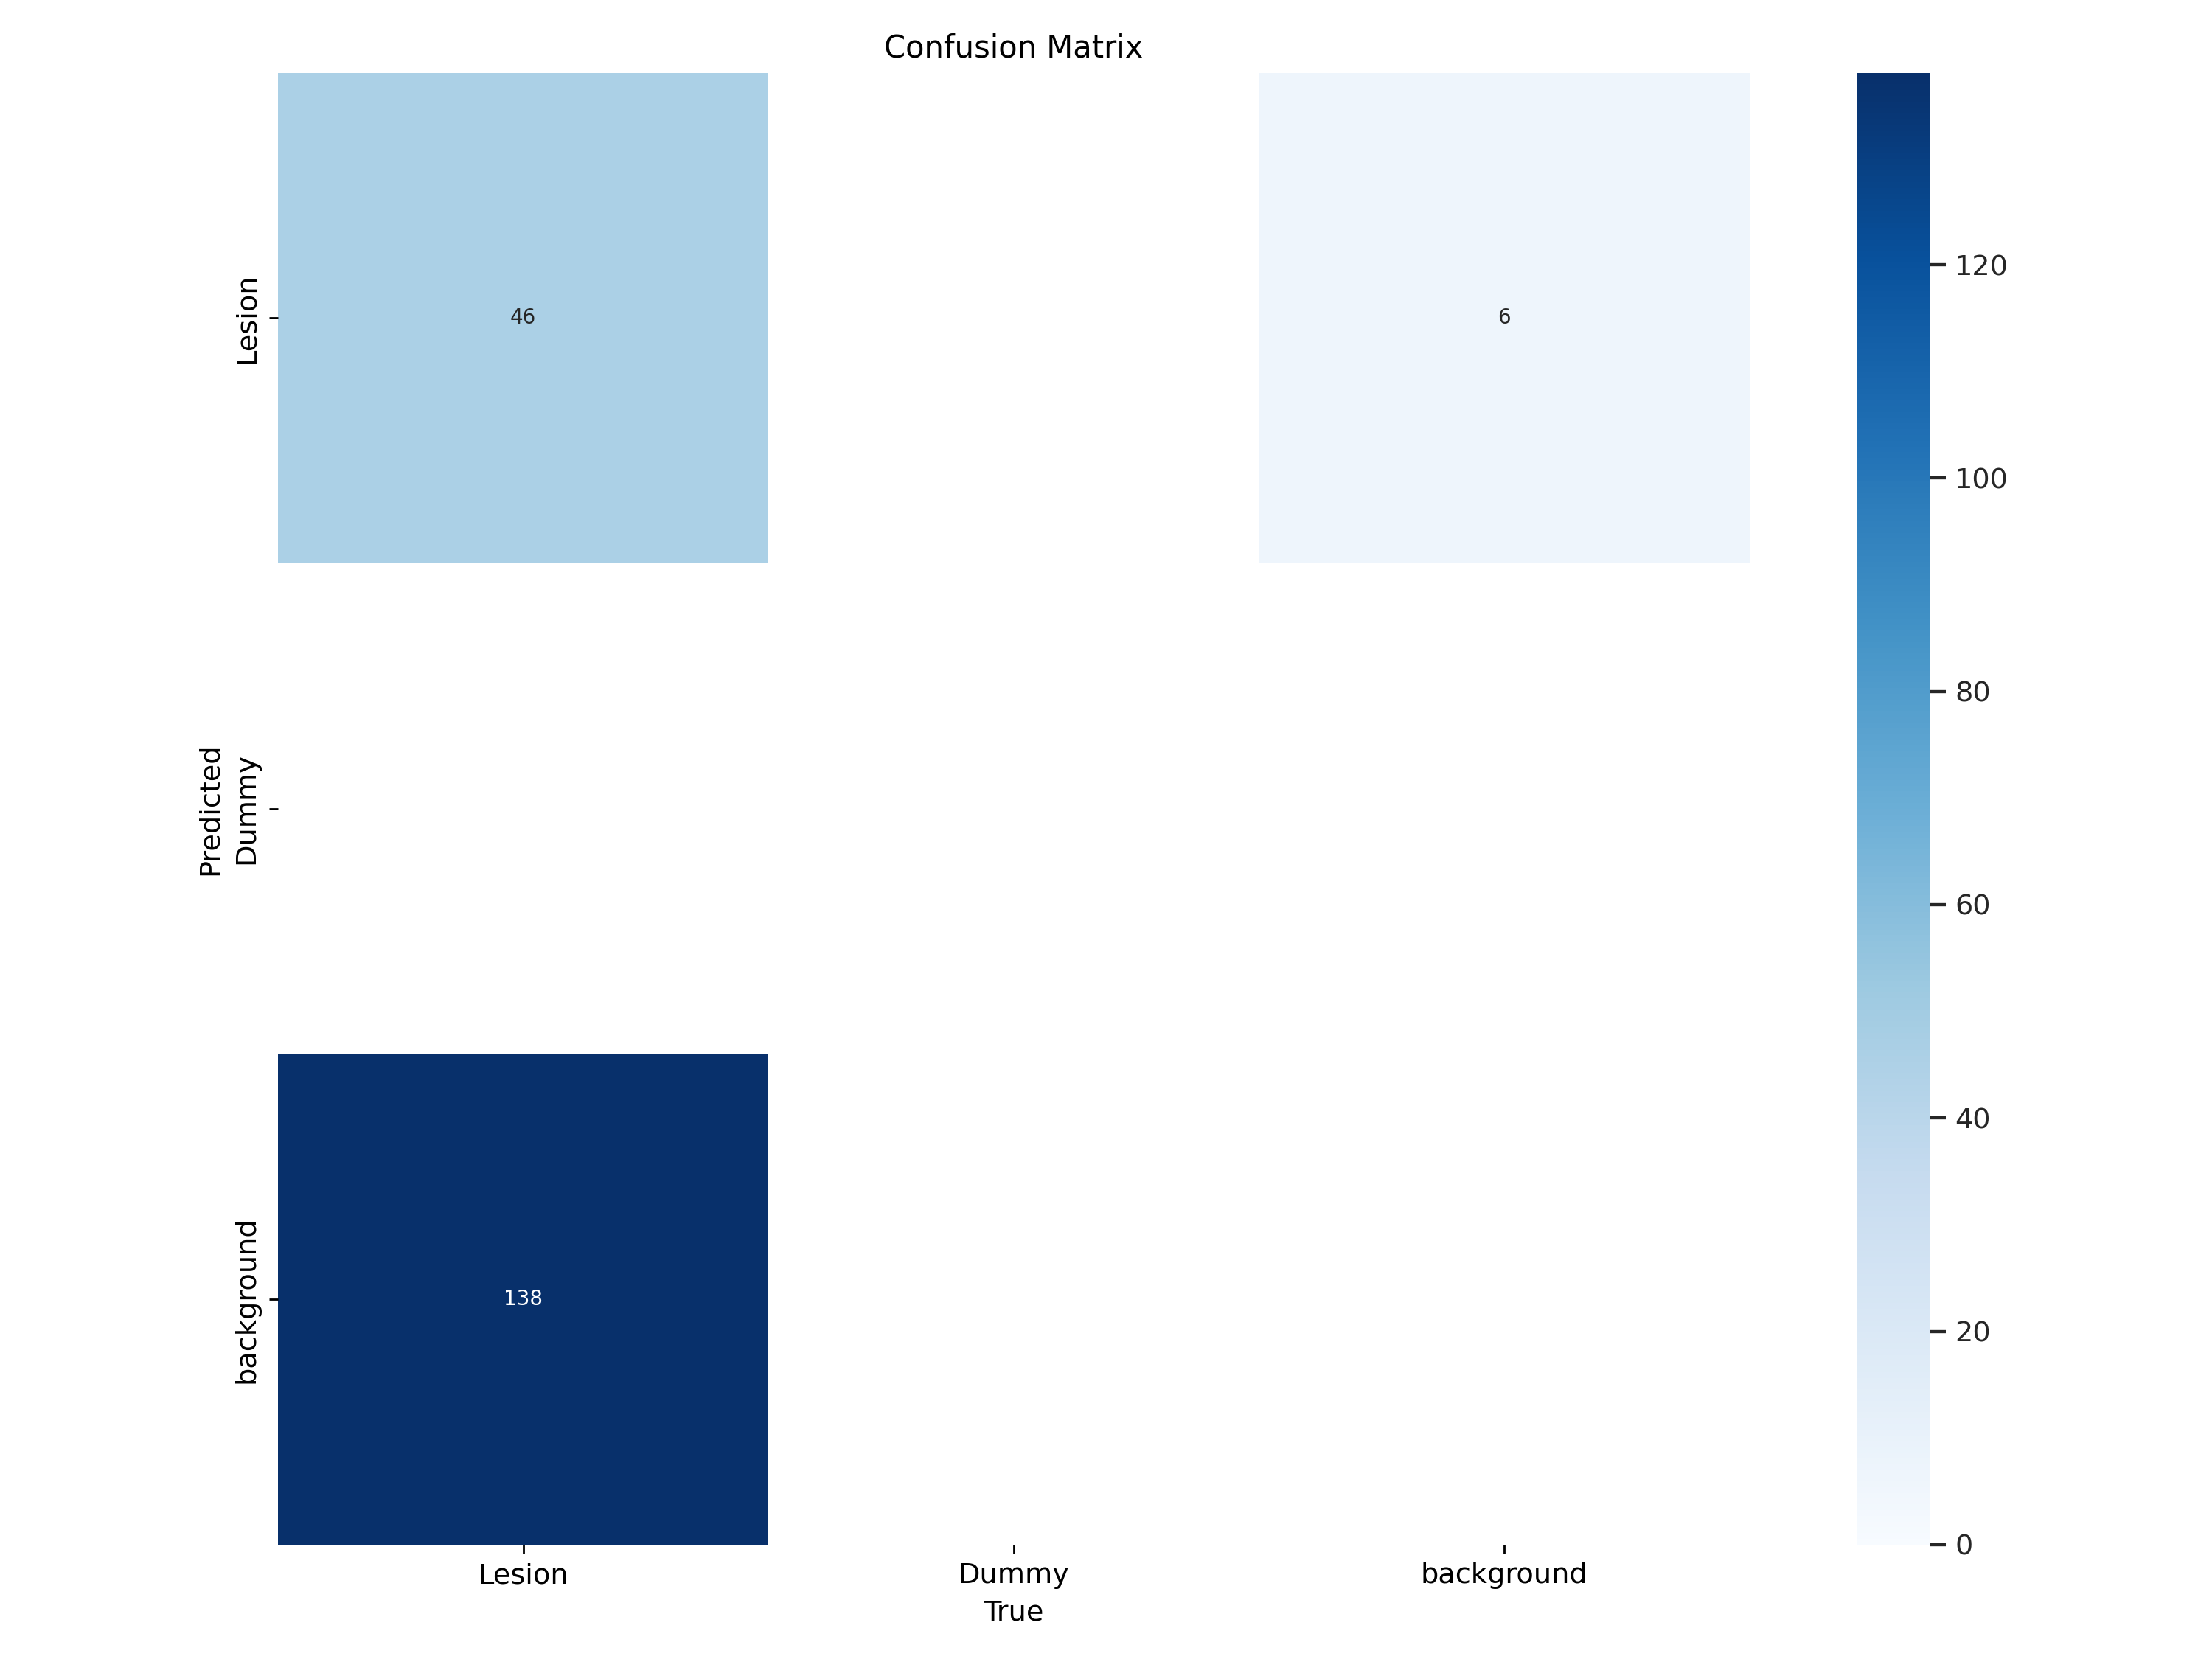 Confusion Matrix
Lesion
46
6
120
100
80
60
40
20
0
Predicted
Dummy
background
138
Lesion
Dummy
background
True